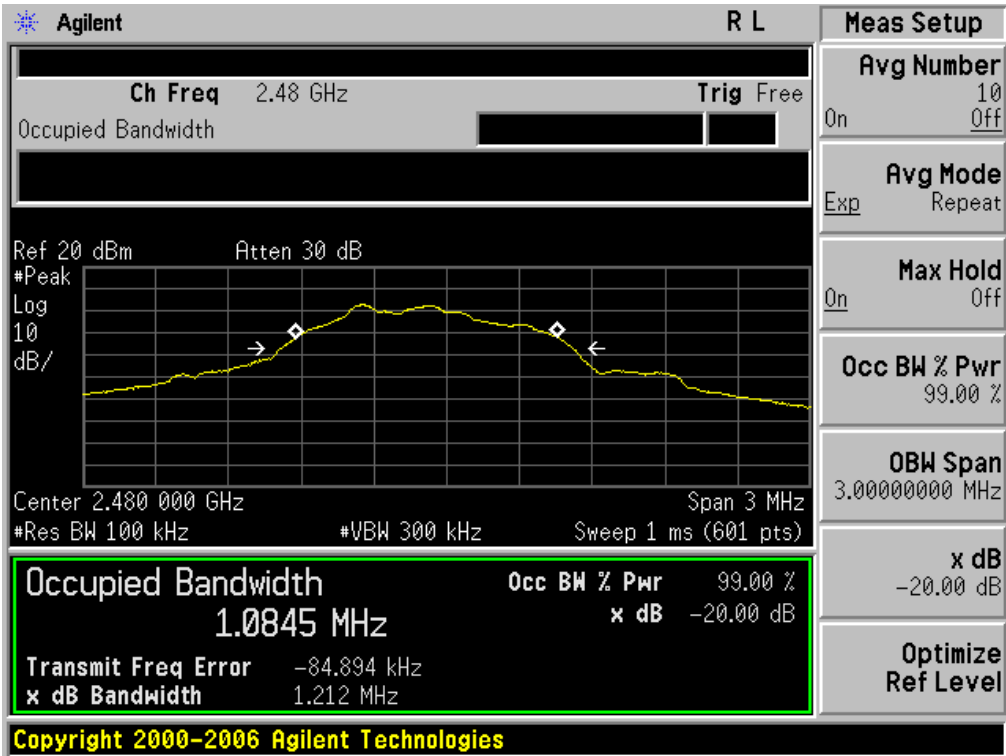 Agilent R L
Ch Freq 2.48 GHz Trig Free
Occupied Bandwidth
Ref 20 dBm Atten 30 dB
#Peak
Log
10
dB/
Center 2.480 000 GHz Span 3 MHz
#Res BW 100 kHz #VBW 300 kHz Sweep 1 ms (601 pts)
Occupied Bandwidth Occ BW % Pwr 99.00 %
1.0845 MHz x dB -20.00 dB
Transmit Freq Error -84.894 kHz
x dB Bandwidth 1.212 MHz
Copyright 2000-2006 Agilent Technologies
Meas Setup
Avg Number
10
On Off
Avg Mode
Exp Repeat
Max Hold
On Off
Occ BW % Pwr
99.00 %
OBW Span
3.00000000 MHz
x dB
-20.00 dB
Optimize
Ref Level